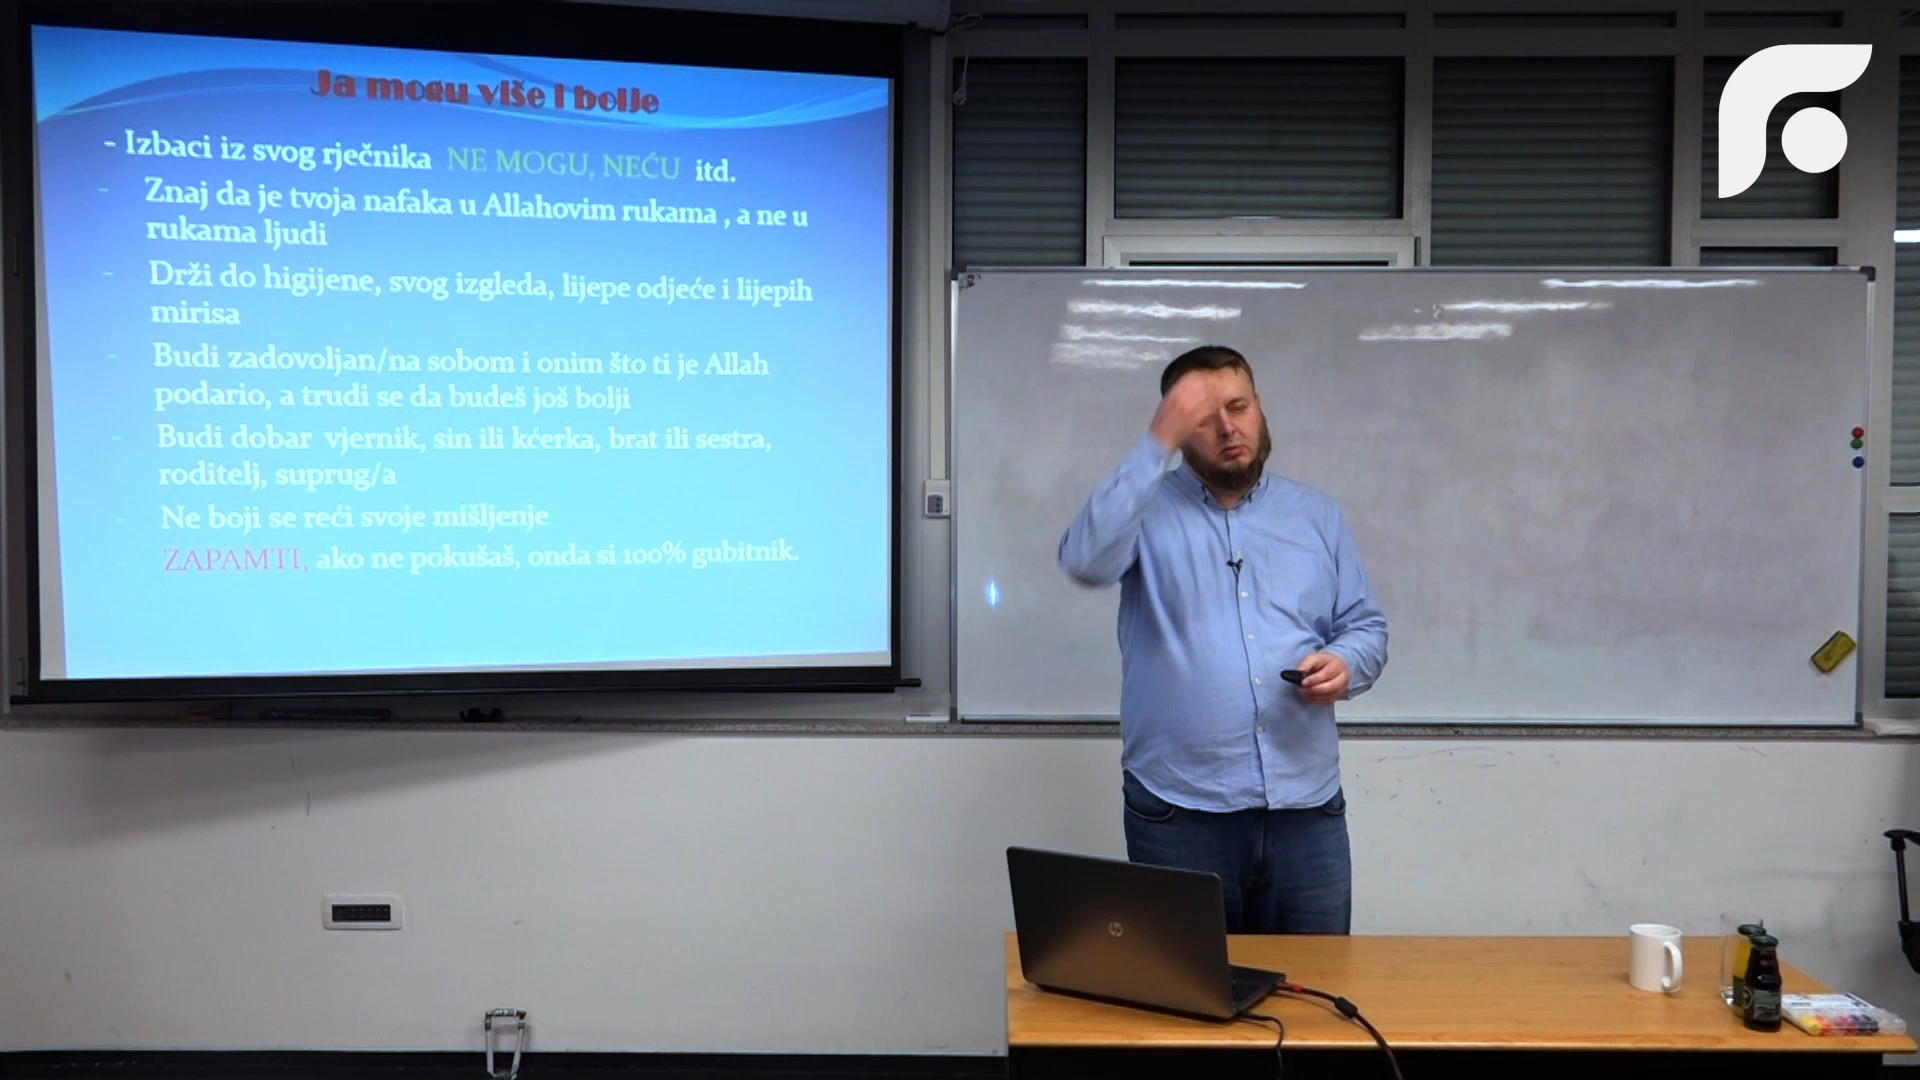 Ja mogu više I bolje
- Izbaci iz svog rječnika NE MOGU, NEĆU itd.
- Znaj da je tvoja nafaka u Allahovim rukama , a ne u
rukama ljudi
- Drži do higijene, svog izgleda, lijepe odjeće i lijepih
mirisa
- Budi zadovoljan/na sobom i onim što ti je Allah
podario, a trudi se da budeš još bolji
- Budi dobar vjernik, sin ili kćerka, brat ili sestra,
roditelj, suprug/a
- Ne boji se reći svoje mišljenje
- ZAPAMTI, ako ne pokušaš, onda si 100% gubitnik.
hp